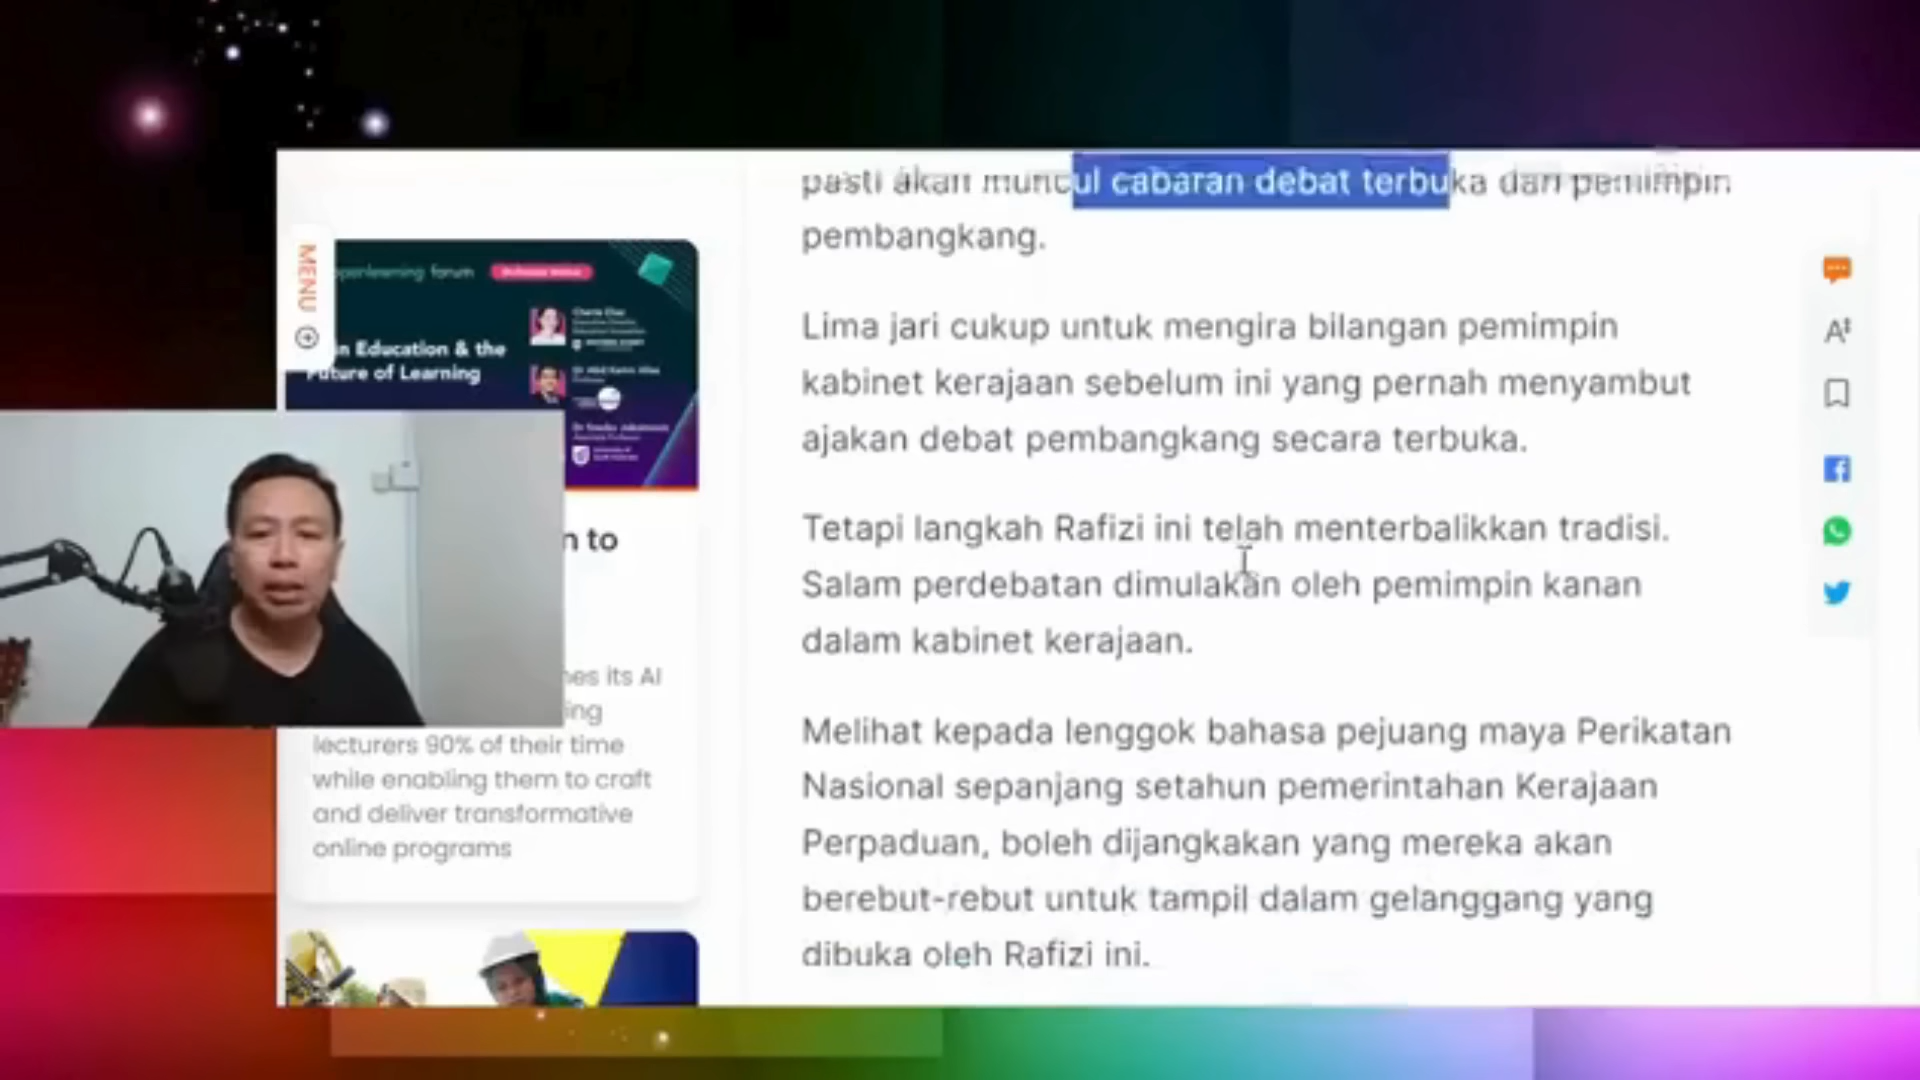 pasti akan muncul cabaran debat terbuka dari pemimpin
pembangkang.
Lima jari cukup untuk mengira bilangan pemimpin
kabinet kerajaan sebelum ini yang pernah menyambut
ajakan debat pembangkang secara terbuka.
Tetapi langkah Rafizi ini telah menterbalikkan tradisi.
Salam perdebatan dimulakan oleh pemimpin kanan
dalam kabinet kerajaan.
Melihat kepada lenggok bahasa pejuang maya Perikatan
Nasional sepanjang setahun pemerintahan Kerajaan
Perpaduan, boleh dijangkakan yang mereka akan
berebut-rebut untuk tampil dalam gelanggang yang
dibuka oleh Rafizi ini.
MENU
openlearning forum
in Education & the
Future of Learning
n to
hes its AI
ing
lecturers 90% of their time
while enabling them to craft
and deliver transformative
online programs